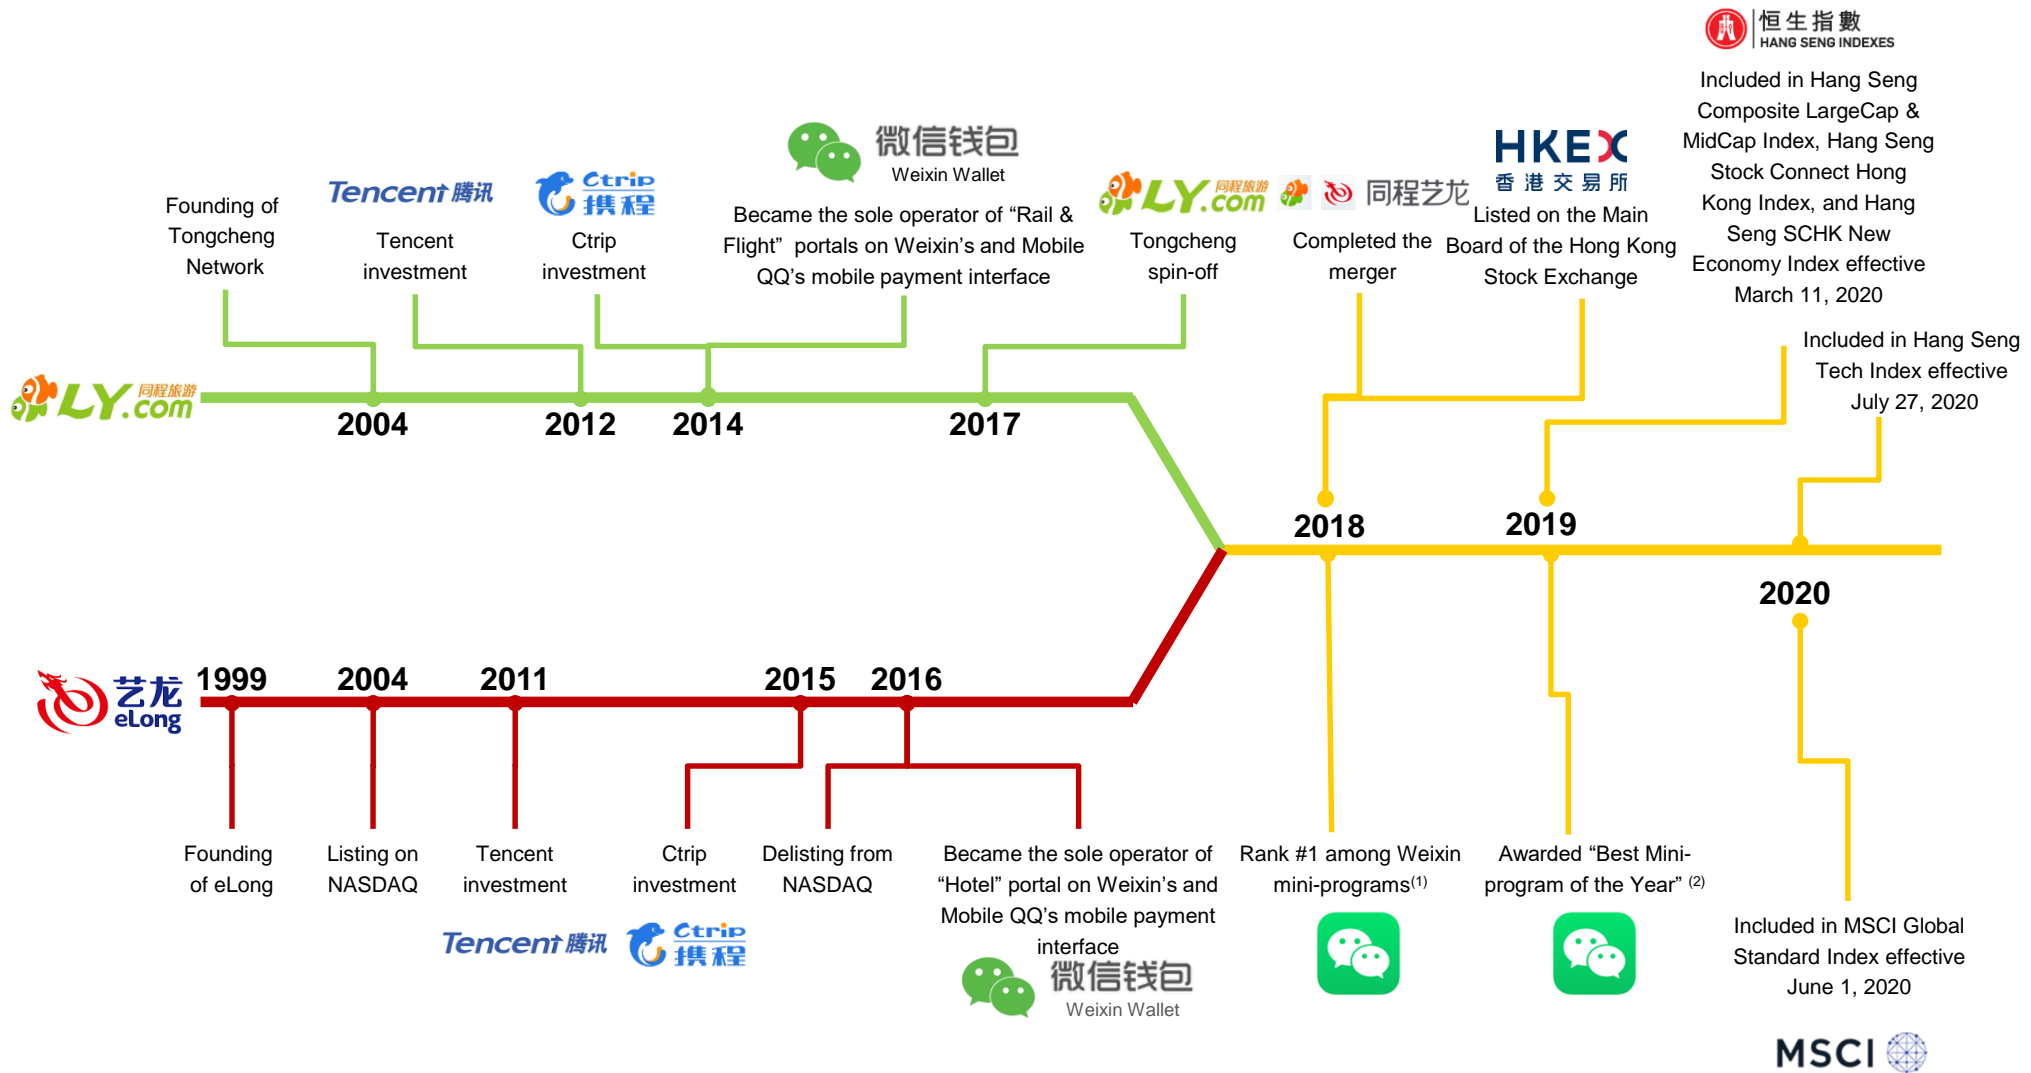 恒生指數
HANG SENG INDEXES
Included in Hang Seng
Composite LargeCap &
MidCap Index, Hang Seng
Stock Connect Hong
Kong Index, and Hang
Seng SCHK New
Economy Index effective
March 11, 2020
Founding of
Tongcheng
Network
Tencent 腾讯
Tencent
investment
Ctrip
携程
Ctrip
investment
微信钱包
Weixin Wallet
Became the sole operator of “Rail &
Flight” portals on Weixin’s and Mobile
QQ’s mobile payment interface
LY.com 同程旅游
Tongcheng
spin-off
同程艺龙
Completed the
merger
HKEX
香港交易所
Listed on the Main
Board of the Hong Kong
Stock Exchange
Included in Hang Seng
Tech Index effective
July 27, 2020
LY.com 同程旅游
2004
2012
2014
2017
2018
2019
2020
艺龙
eLong
1999
2004
2011
2015
2016
Founding
of eLong
Listing on
NASDAQ
Tencent
investment
Tencent 腾讯
Ctrip
investment
Ctrip
携程
Delisting from
NASDAQ
Became the sole operator of
“Hotel” portal on Weixin’s and
Mobile QQ’s mobile payment
interface
微信钱包
Weixin Wallet
Rank #1 among Weixin
mini-programs(1)
Awarded “Best Mini-
program of the Year” (2)
Included in MSCI Global
Standard Index effective
June 1, 2020
MSCI